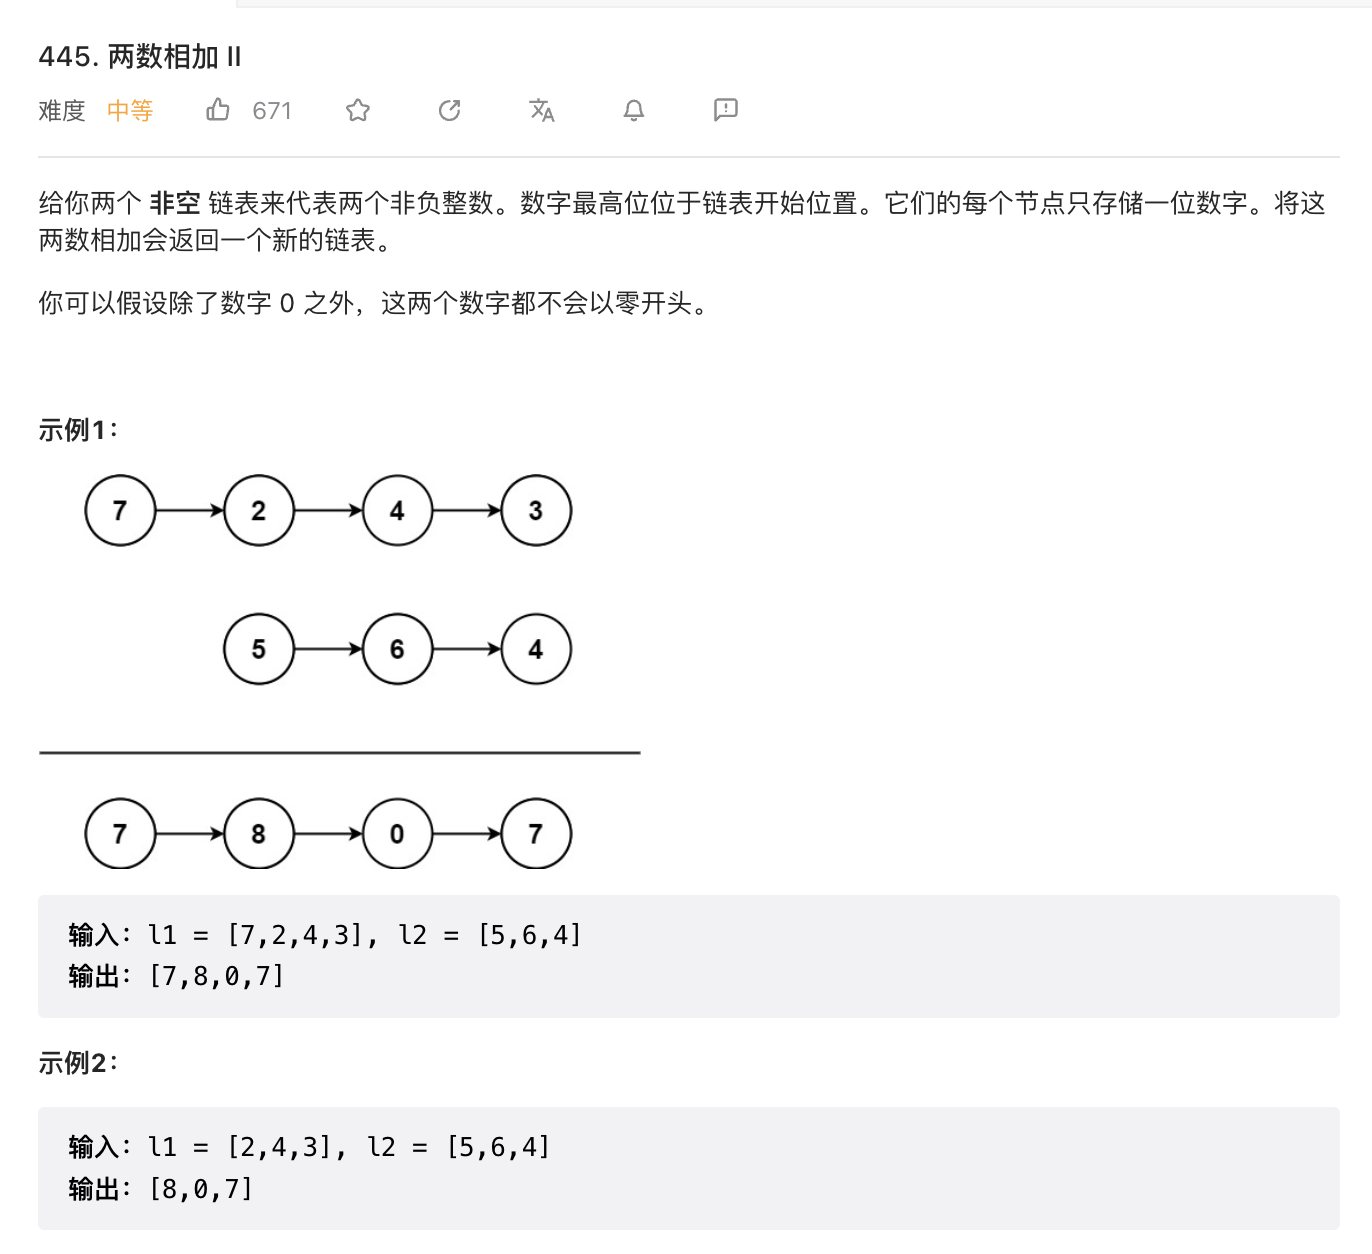 445. 两数相加 II
难度 中等 671
给你两个 非空 链表来代表两个非负整数。数字最高位位于链表开始位置。它们的每个节点只存储一位数字。将这
两数相加会返回一个新的链表。
你可以假设除了数字 0 之外，这两个数字都不会以零开头。
示例1：
7 2 4 3
5 6 4
7 8 0 7
输入：l1 = [7,2,4,3], l2 = [5,6,4]
输出：[7,8,0,7]
示例2：
输入：l1 = [2,4,3], l2 = [5,6,4]
输出：[8,0,7]